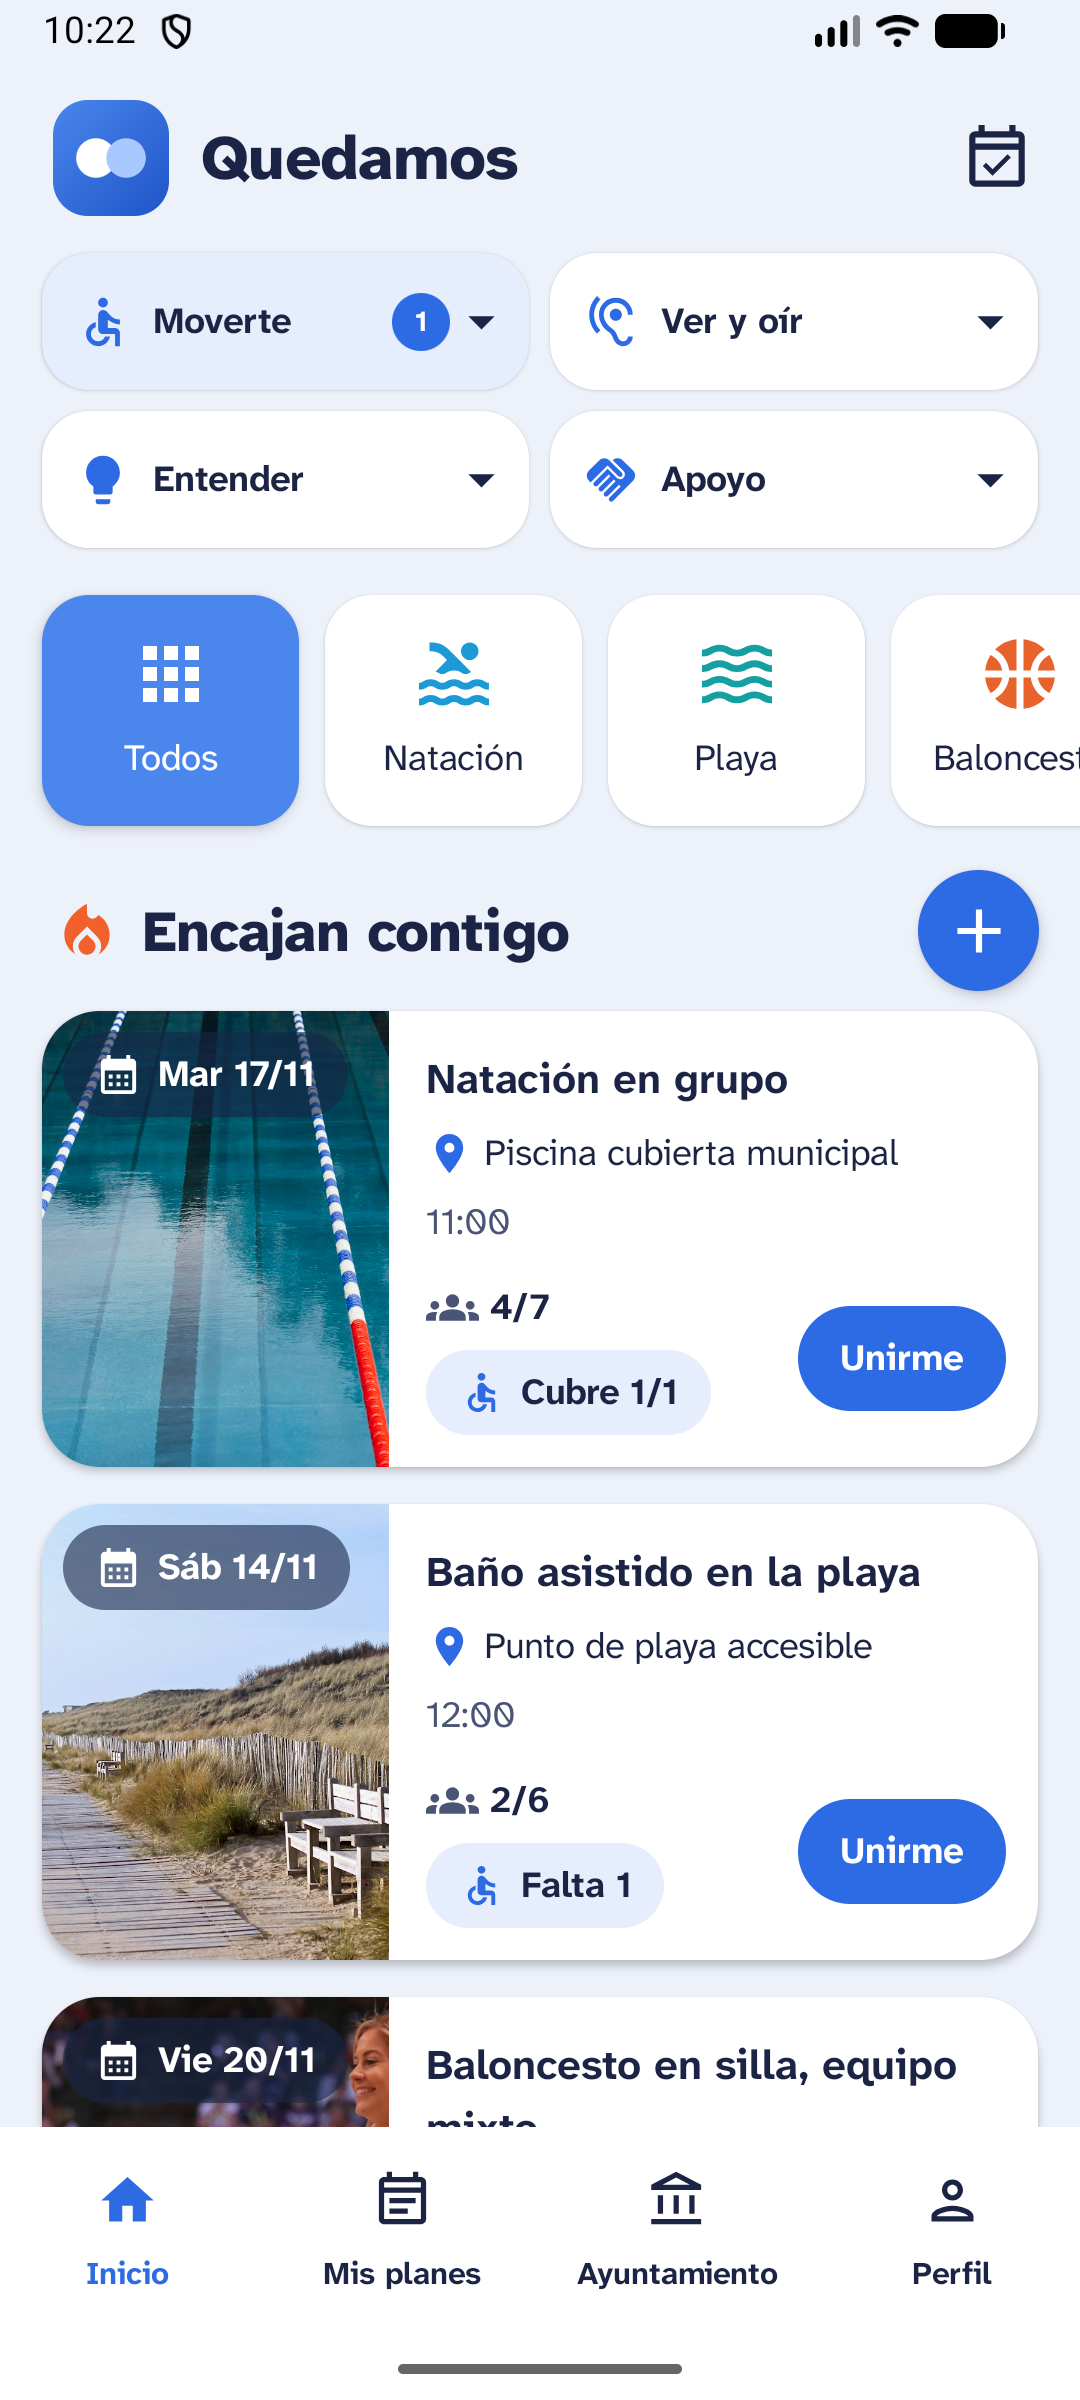 10:22
Quedamos
Moverte 1
Ver y oír
Entender
Apoyo
Todos
Natación
Playa
Baloncest
Encajan contigo
Mar 17/11
Natación en grupo
Piscina cubierta municipal
11:00
4/7
Cubre 1/1
Unirme
Sáb 14/11
Baño asistido en la playa
Punto de playa accesible
12:00
2/6
Falta 1
Unirme
Vie 20/11
Baloncesto en silla, equipo
mixto
Inicio
Mis planes
Ayuntamiento
Perfil